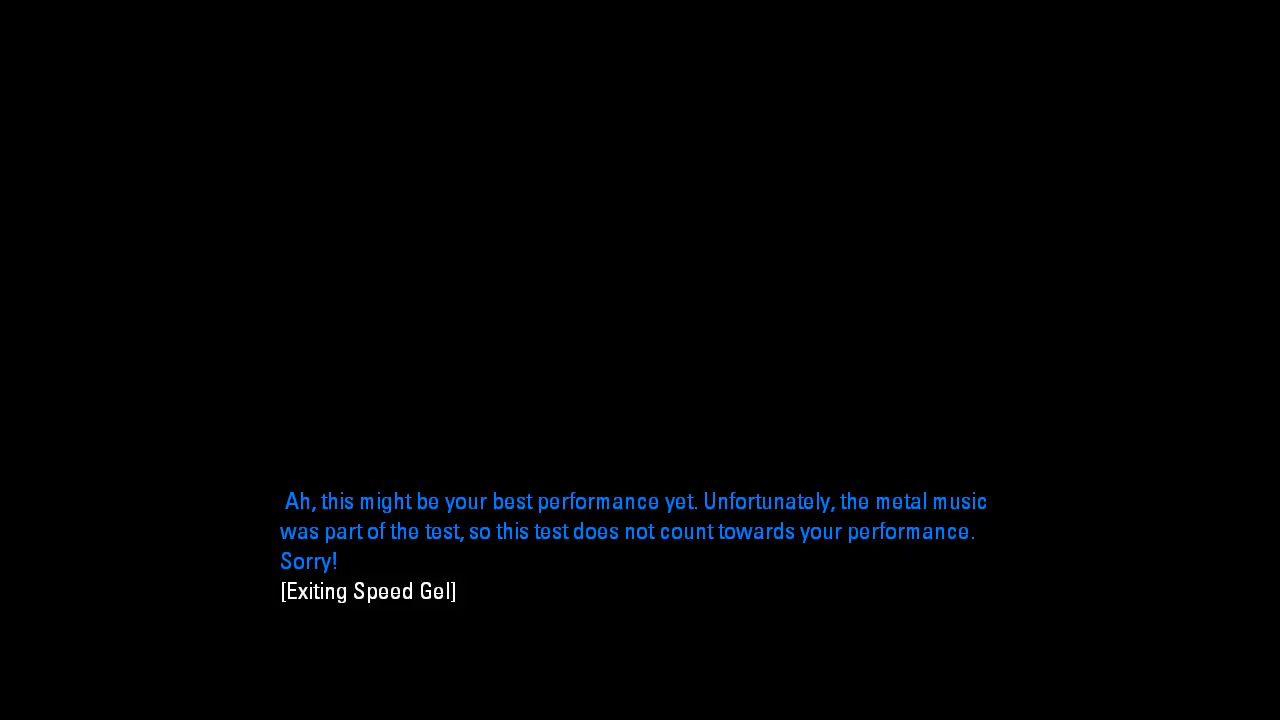 Ah, this might be your best performance yet. Unfortunately, the metal music
was part of the test, so this test does not count towards your performance.
Sorry!
[Exiting Speed Gel]